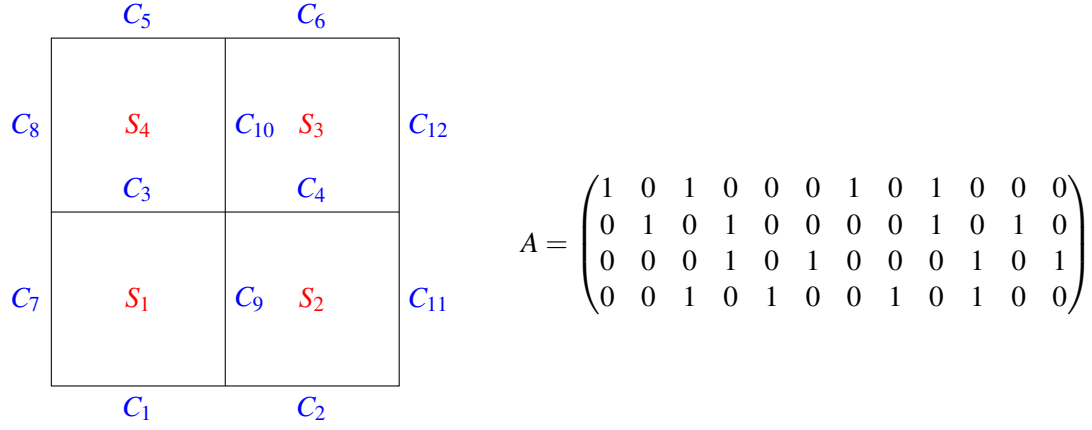 C₅ C₆
C₈ S₄ C₁₀ S₃ C₁₂
C₃ C₄
C₇ S₁ C₉ S₂ C₁₁
C₁ C₂
A =
1 0 1 0 0 0 1 0 1 0 0 0
0 1 0 1 0 0 0 0 1 0 1 0
0 0 0 1 0 1 0 0 0 1 0 1
0 0 1 0 1 0 0 1 0 1 0 0